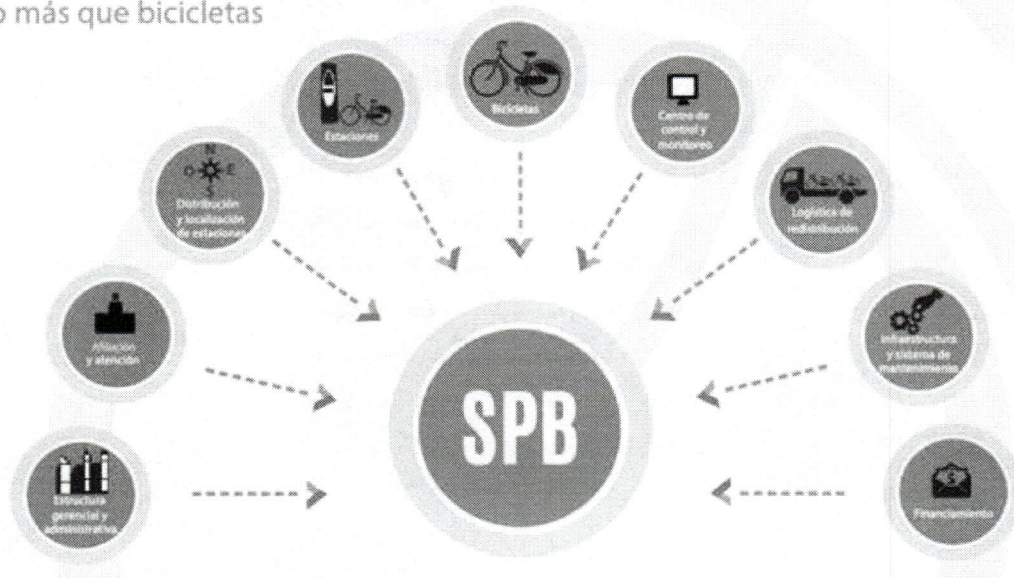 o más que bicicletas
Bicicletas
Estaciones
Centro de
control y
monitoreo
N
O E
S
Distribución
y localización
de estaciones
Logística de
redistribución
Afiliación
y atención
Infraestructura
y sistema de
mantenimiento
SPB
Estructura
gerencial y
administrativa
$
Financiamiento